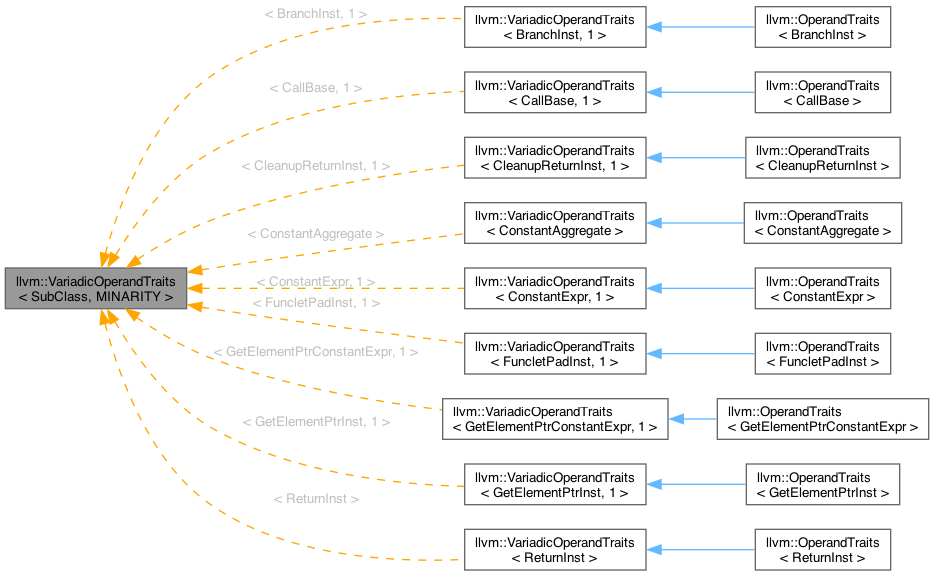 < BranchInst, 1 >
llvm::VariadicOperandTraits
< BranchInst, 1 >
llvm::OperandTraits
< BranchInst >
< CallBase, 1 >
llvm::VariadicOperandTraits
< CallBase, 1 >
llvm::OperandTraits
< CallBase >
< CleanupReturnInst, 1 >
llvm::VariadicOperandTraits
< CleanupReturnInst, 1 >
llvm::OperandTraits
< CleanupReturnInst >
< ConstantAggregate >
llvm::VariadicOperandTraits
< ConstantAggregate >
llvm::OperandTraits
< ConstantAggregate >
llvm::VariadicOperandTraits
< SubClass, MINARITY >
< ConstantExpr, 1 >
llvm::VariadicOperandTraits
< ConstantExpr, 1 >
llvm::OperandTraits
< ConstantExpr >
< FuncletPadInst, 1 >
llvm::VariadicOperandTraits
< FuncletPadInst, 1 >
llvm::OperandTraits
< FuncletPadInst >
< GetElementPtrConstantExpr, 1 >
llvm::VariadicOperandTraits
< GetElementPtrConstantExpr, 1 >
llvm::OperandTraits
< GetElementPtrConstantExpr >
< GetElementPtrInst, 1 >
llvm::VariadicOperandTraits
< GetElementPtrInst, 1 >
llvm::OperandTraits
< GetElementPtrInst >
< ReturnInst >
llvm::VariadicOperandTraits
< ReturnInst >
llvm::OperandTraits
< ReturnInst >